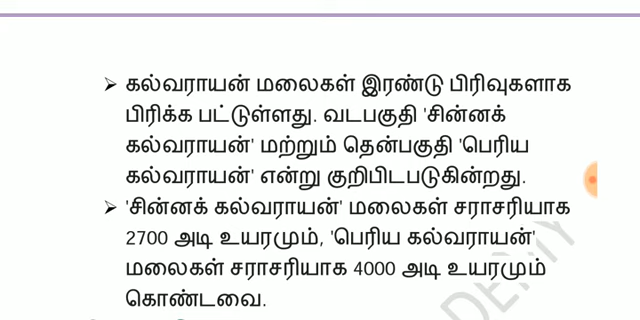 ➤ கல்வராயன் மலைகள் இரண்டு பிரிவுகளாக
பிரிக்க பட்டுள்ளது. வடபகுதி 'சின்னக்
கல்வராயன்' மற்றும் தென்பகுதி 'பெரிய
கல்வராயன்' என்று குறிபிடபடுகின்றது.
➤ 'சின்னக் கல்வராயன்' மலைகள் சராசரியாக
2700 அடி உயரமும், 'பெரிய கல்வராயன்'
மலைகள் சராசரியாக 4000 அடி உயரமும்
கொண்டவை.